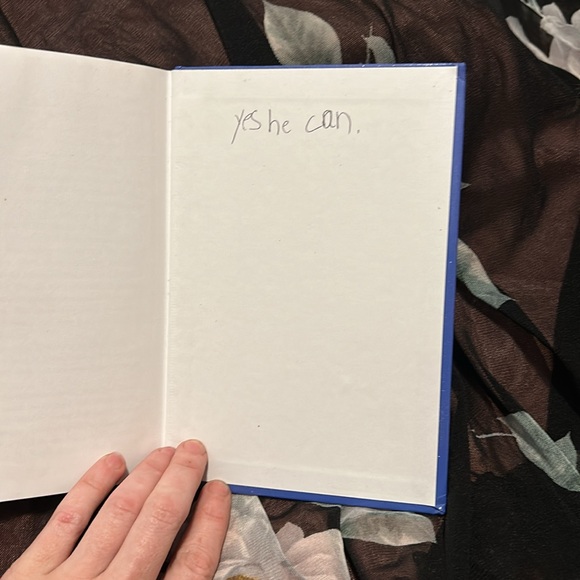 yes he can.